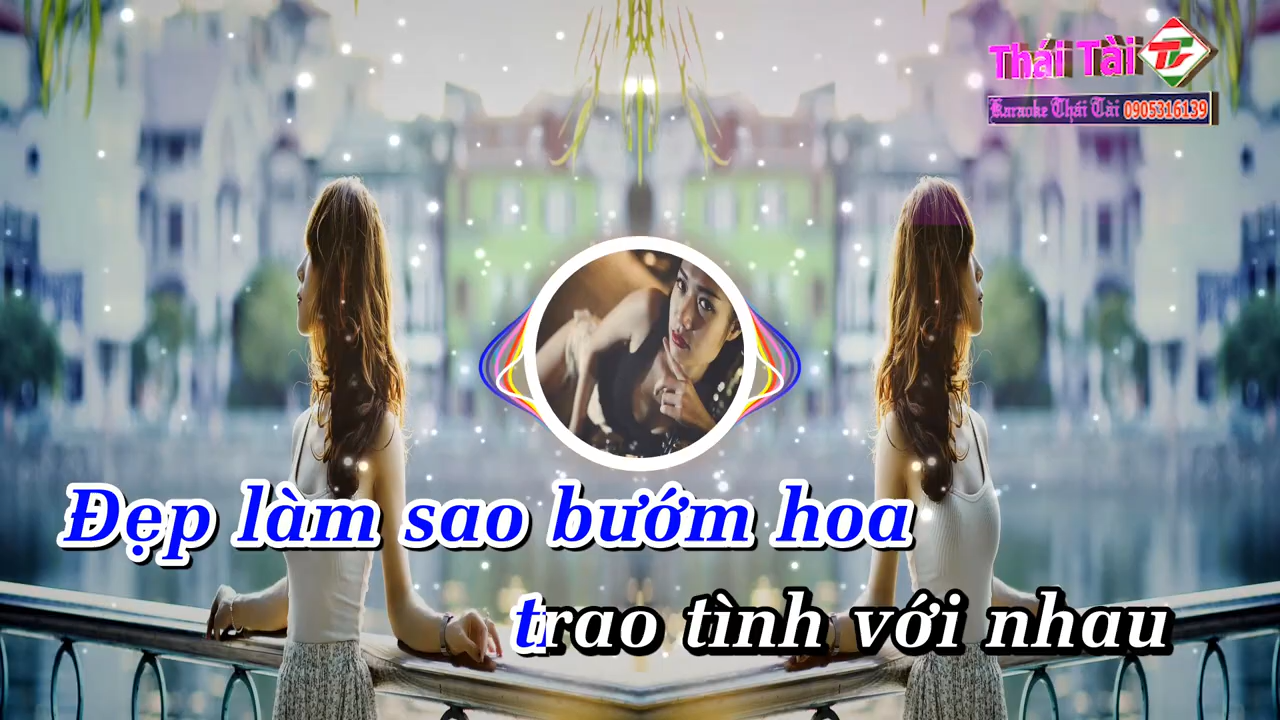 Thái Tài
Karaoke Thái Tài 0905316139
Đẹp làm sao bướm hoa
trao tình với nhau